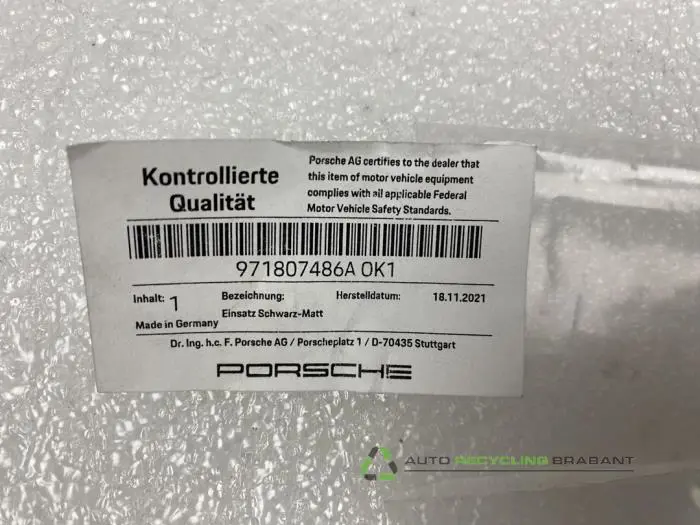 Kontrollierte
Qualität
Porsche AG certifies to the dealer that
this item of motor vehicle equipment
complies with all applicable Federal
Motor Vehicle Safety Standards.
971807486A OK1
Inhalt: 1 Bezeichnung: Herstelldatum: 18.11.2021
Einsatz Schwarz-Matt
Made in Germany
Dr. Ing. h.c. F. Porsche AG / Porscheplatz 1 / D-70435 Stuttgart
PORSCHE
AUTO RECYCLING BRABANT